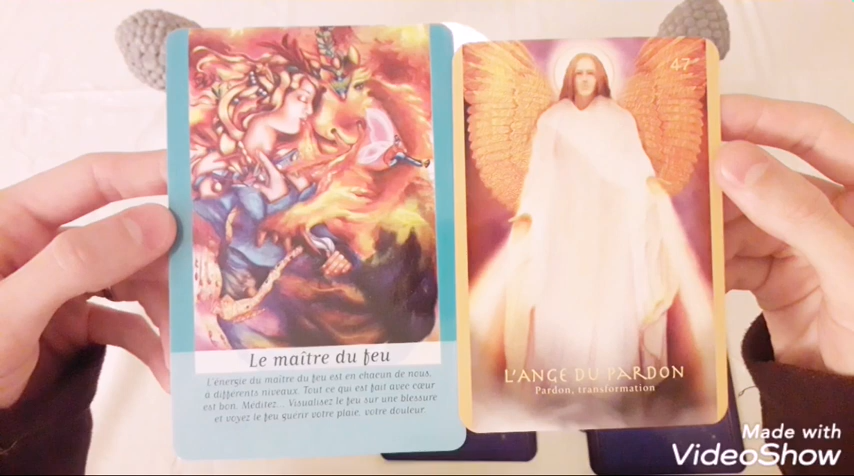 Le maître du feu
L'énergie du maître du feu est en chacun de nous,
à différents niveaux. Tout ce qui est fait avec cœur
est bon. Méditez... Visualisez le feu sur une blessure
et voyez le feu guérir votre plaie, votre douleur.
47
L'ANGE DU PARDON
Pardon, transformation
Made with
VideoShow